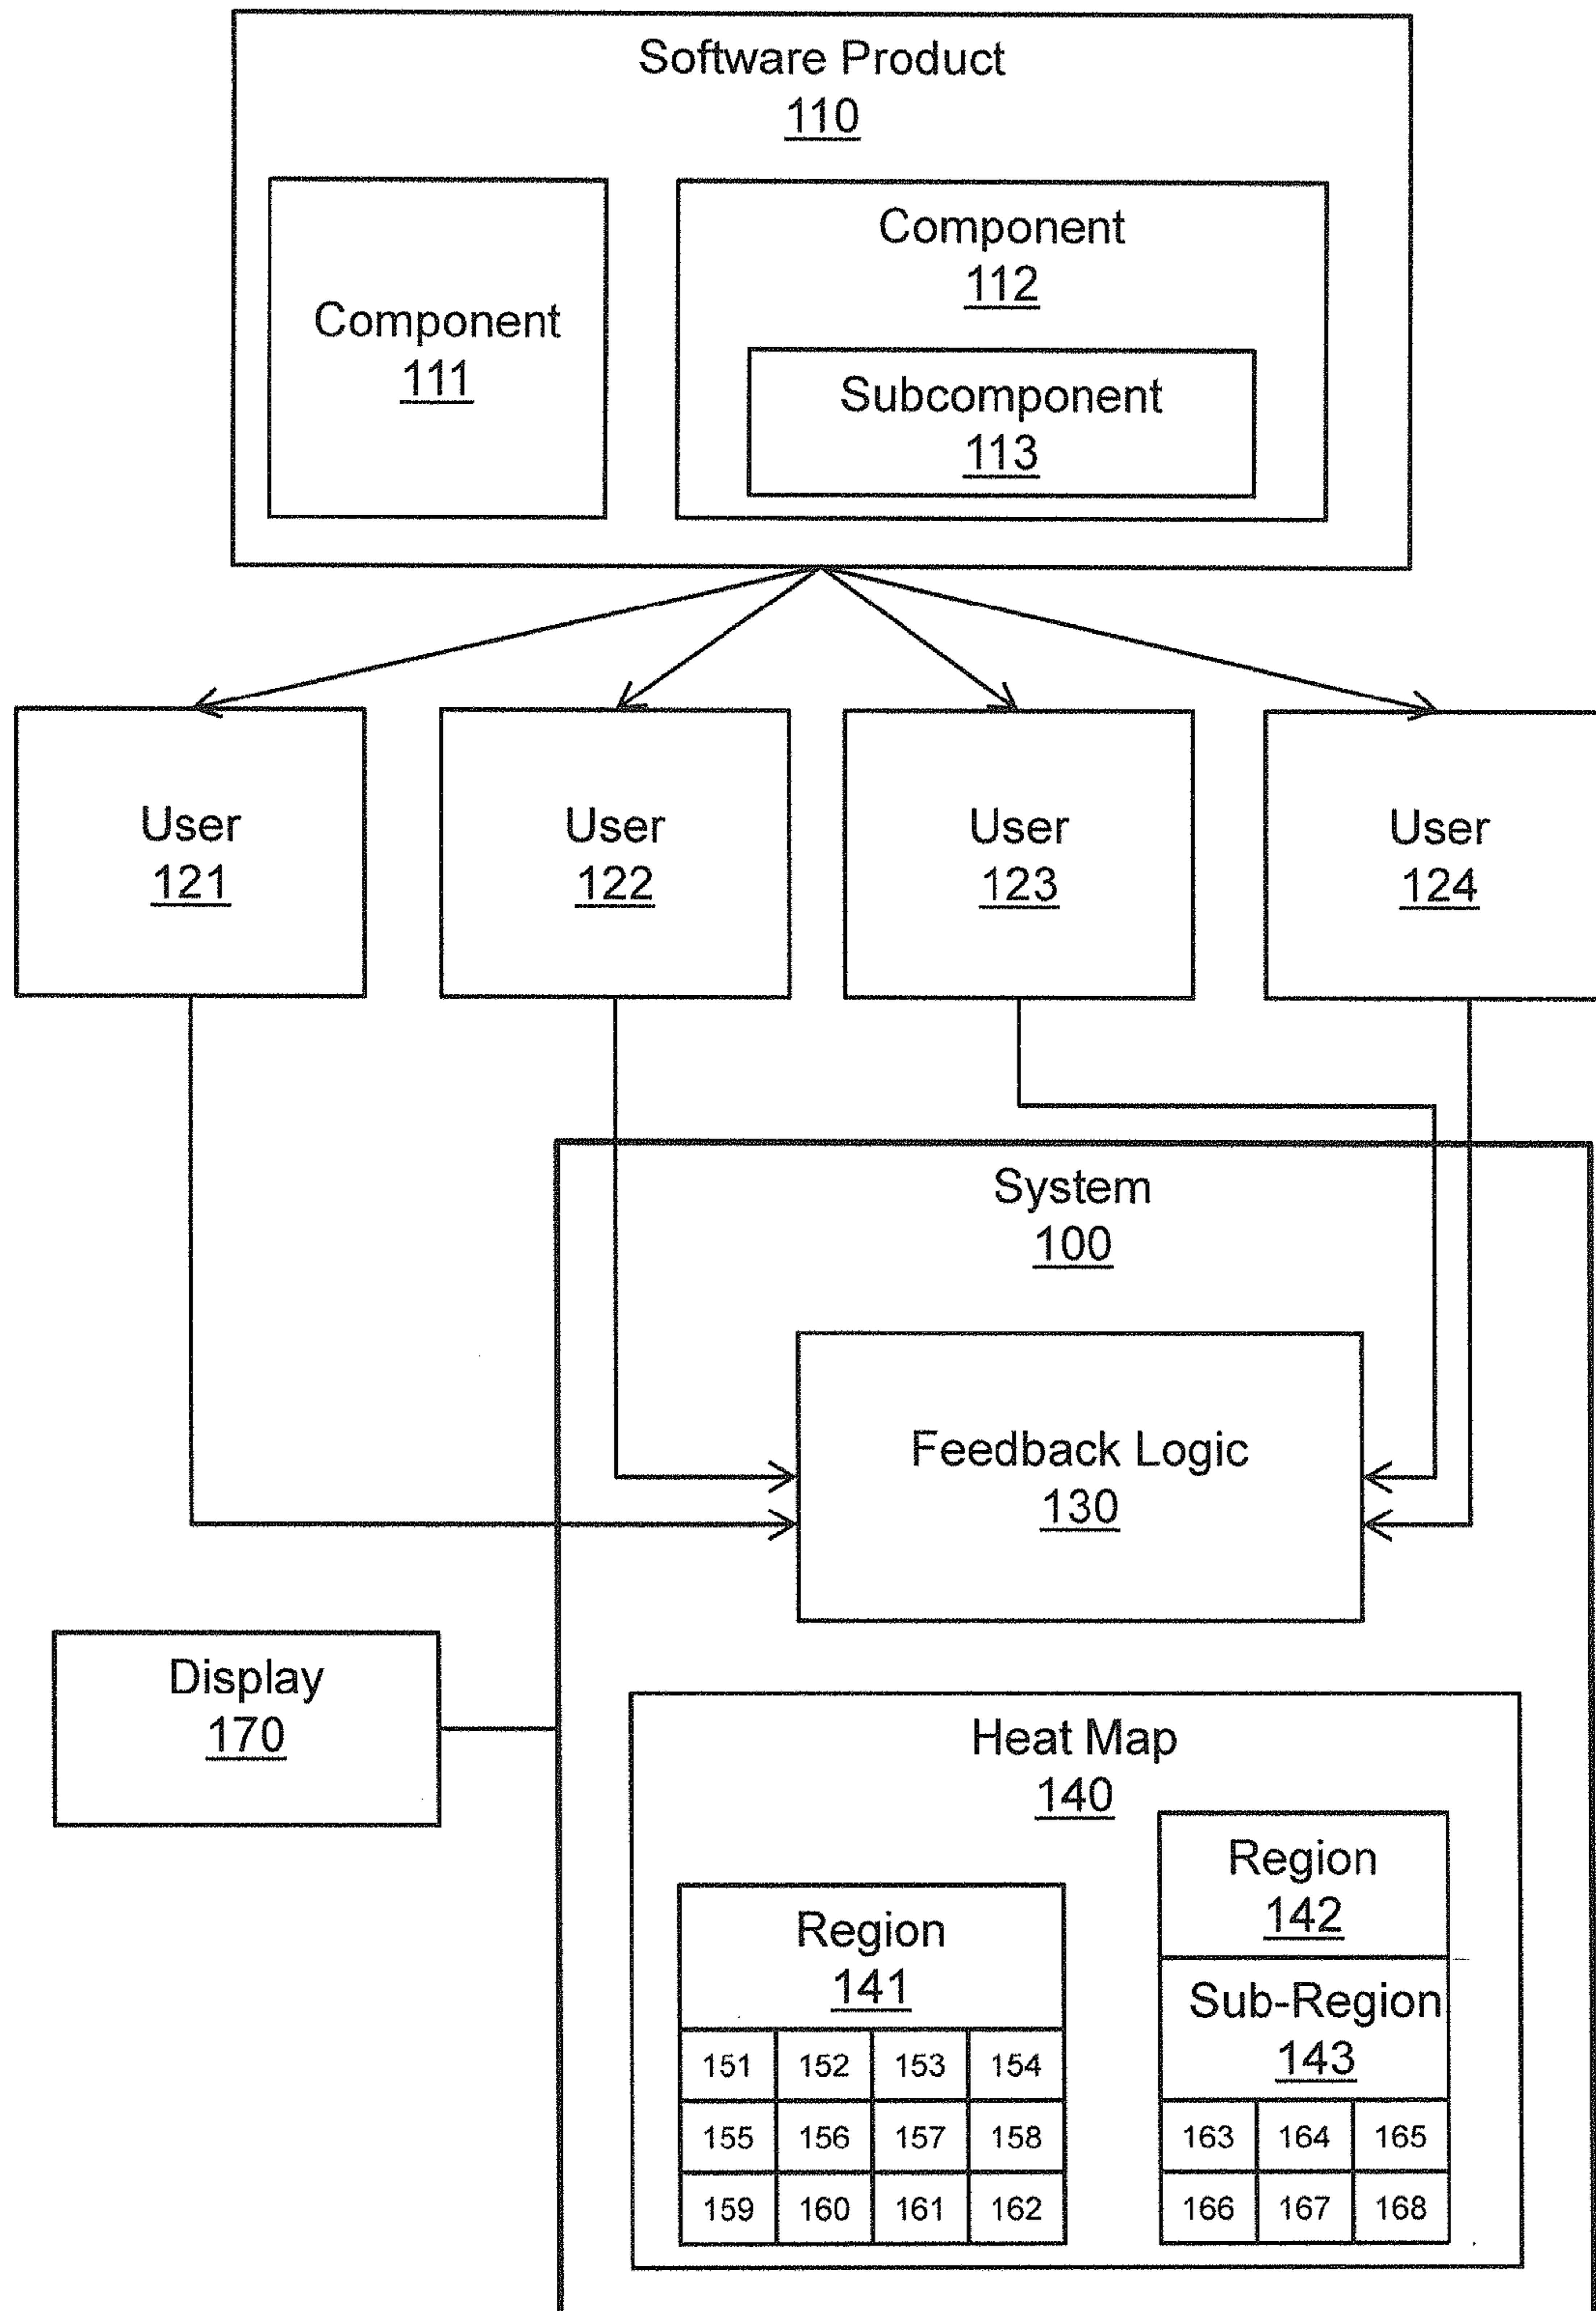 Software Product
110
Component
111
Component
112
Subcomponent
113
User
121
User
122
User
123
User
124
System
100
Feedback Logic
130
Display
170
Heat Map
140
Region
141
151 152 153 154
155 156 157 158
159 160 161 162
Region
142
Sub-Region
143
163 164 165
166 167 168